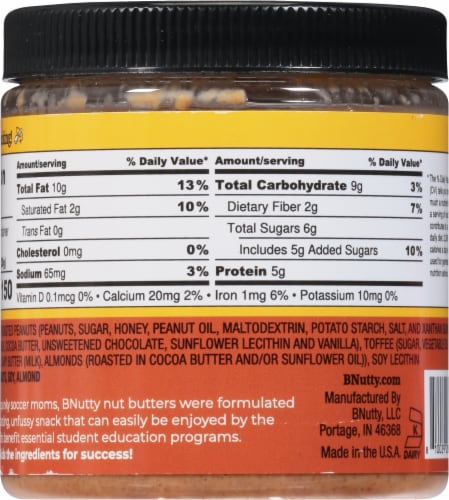 Amount/serving % Daily Value* Amount/serving % Daily Value*
Total Fat 10g 13% Total Carbohydrate 9g 3%
Saturated Fat 2g 10% Dietary Fiber 2g 7%
Trans Fat 0g Total Sugars 6g
Cholesterol 0mg 0% Includes 5g Added Sugars 10%
Sodium 65mg 3% Protein 5g
150 Vitamin D 0.1mcg 0% • Calcium 20mg 2% • Iron 1mg 6% • Potassium 10mg 0%
PEANUTS (PEANUTS, SUGAR, HONEY, PEANUT OIL, MALTODEXTRIN, POTATO STARCH, SALT, AND XANTHAN
COCOA BUTTER, UNSWEETENED CHOCOLATE, SUNFLOWER LECITHIN AND VANILLA), TOFFEE (SUGAR, VEGETABLE
BUTTER (MILK), ALMONDS (ROASTED IN COCOA BUTTER AND/OR SUNFLOWER OIL)), SOY LECITHIN
SOY, ALMOND
BNutty.com
Manufactured By
BNutty, LLC
Portage, IN 46368
Made in the U.S.A.
K
DAIRY
soccer moms, BNutty nut butters were formulated
unfussy snack that can easily be enjoyed by the
benefit essential student education programs.
the ingredients for success!